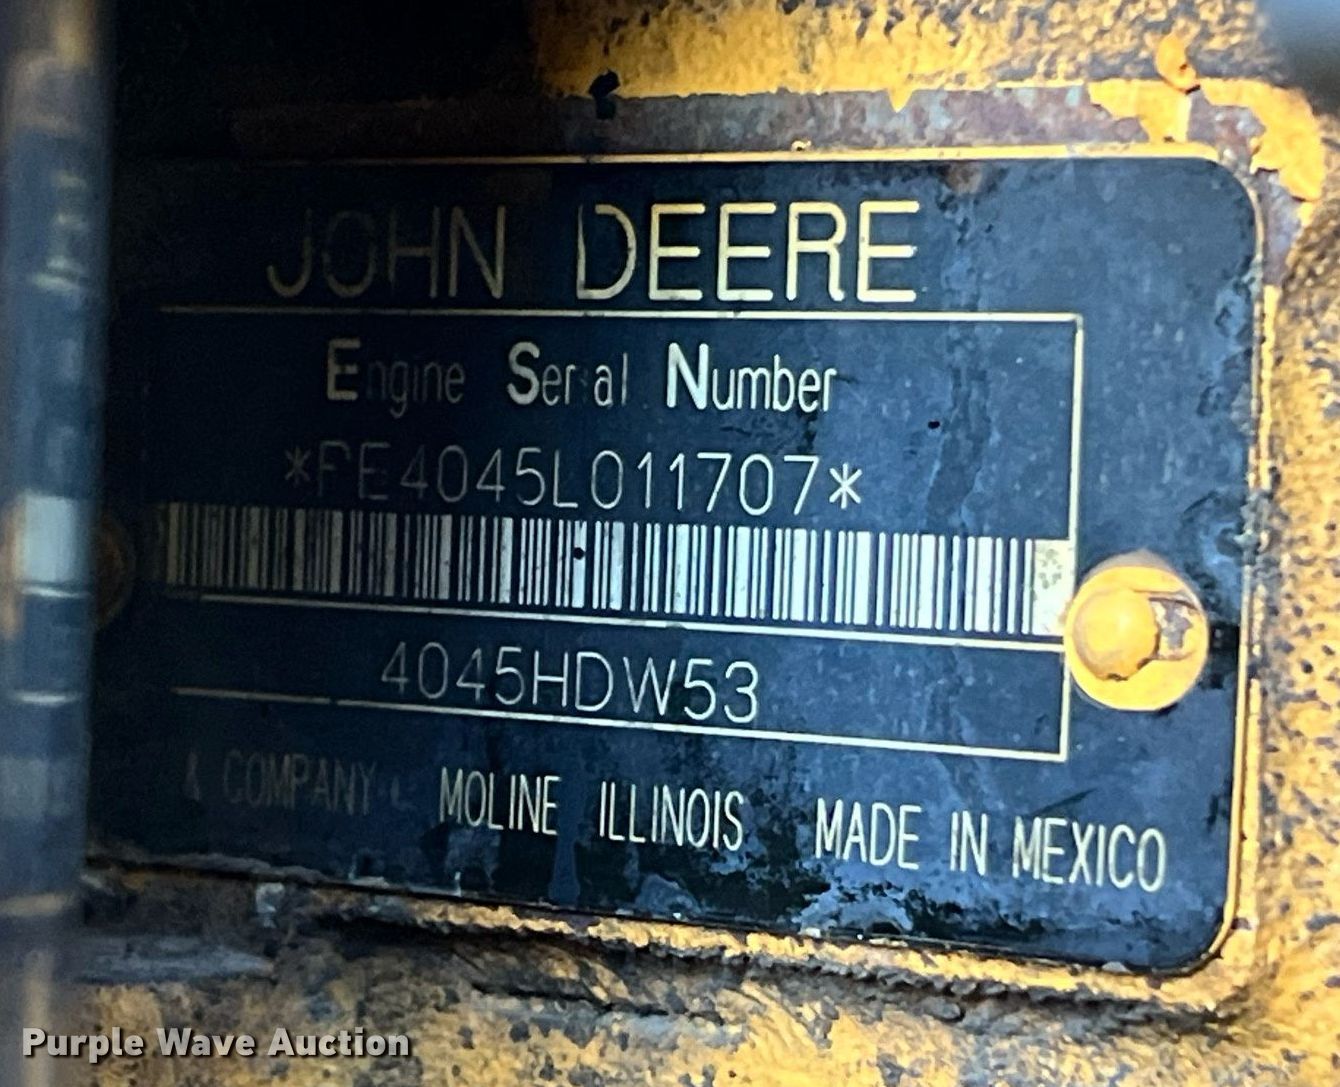 JOHN DEERE
Engine Serial Number
*PE4045L011707*
4045HDW53
& COMPANY MOLINE ILLINOIS MADE IN MEXICO
Purple Wave Auction